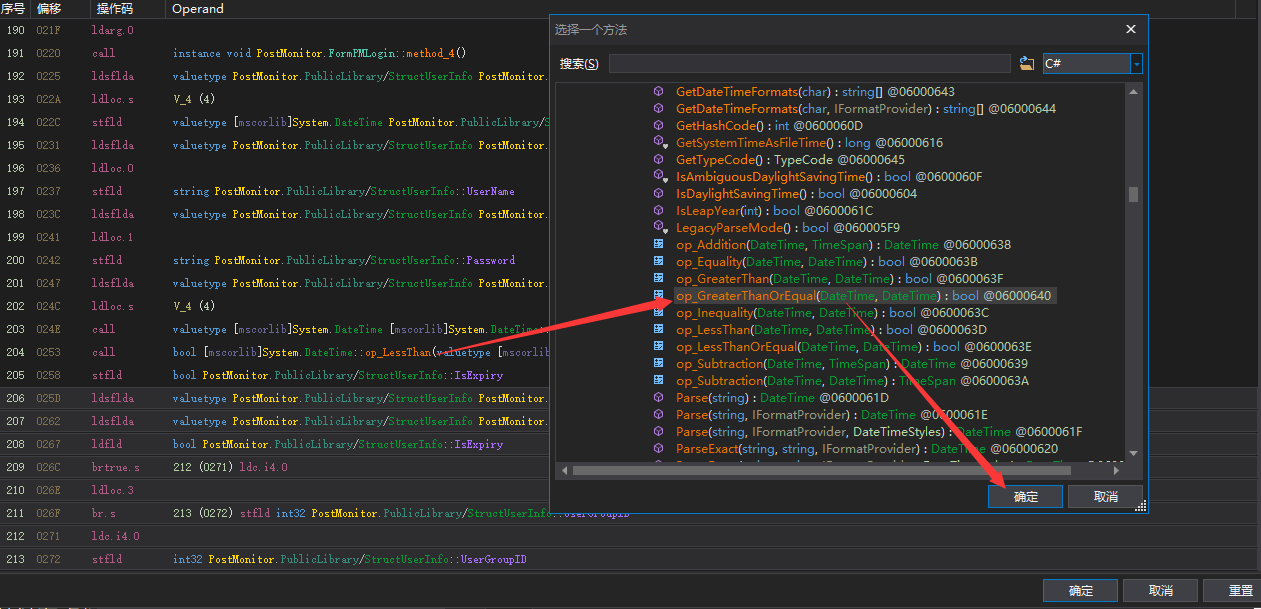 序号 偏移 操作码 Operand
190 021F ldarg.0
191 0220 call instance void PostMonitor.FormPMLogin::method_4()
192 0225 ldsflda valuetype PostMonitor.PublicLibrary/StructUserInfo PostMonitor.
193 022A ldloc.s V_4 (4)
194 022C stfld valuetype [mscorlib]System.DateTime PostMonitor.PublicLibrary/S
195 0231 ldsflda valuetype PostMonitor.PublicLibrary/StructUserInfo PostMonitor.
196 0236 ldloc.0
197 0237 stfld string PostMonitor.PublicLibrary/StructUserInfo::UserName
198 023C ldsflda valuetype PostMonitor.PublicLibrary/StructUserInfo PostMonitor.
199 0241 ldloc.1
200 0242 stfld string PostMonitor.PublicLibrary/StructUserInfo::Password
201 0247 ldsflda valuetype PostMonitor.PublicLibrary/StructUserInfo PostMonitor.
202 024C ldloc.s V_4 (4)
203 024E call valuetype [mscorlib]System.DateTime [mscorlib]System.DateTime:
204 0253 call bool [mscorlib]System.DateTime::op_LessThan(valuetype [mscorlib
205 0258 stfld bool PostMonitor.PublicLibrary/StructUserInfo::IsExpiry
206 025D ldsflda valuetype PostMonitor.PublicLibrary/StructUserInfo PostMonitor.
207 0262 ldsflda valuetype PostMonitor.PublicLibrary/StructUserInfo PostMonitor.
208 0267 ldfld bool PostMonitor.PublicLibrary/StructUserInfo::IsExpiry
209 026C brtrue.s 212 (0271) ldc.i4.0
210 026E ldloc.3
211 026F br.s 213 (0272) stfld int32 PostMonitor.PublicLibrary/StructUserInfo::UserGroupID
212 0271 ldc.i4.0
213 0272 stfld int32 PostMonitor.PublicLibrary/StructUserInfo::UserGroupID
选择一个方法
搜索(S) C#
GetDateTimeFormats(char) : string[] @06000643
GetDateTimeFormats(char, IFormatProvider) : string[] @06000644
GetHashCode() : int @0600060D
GetSystemTimeAsFileTime() : long @06000616
GetTypeCode() : TypeCode @06000645
IsAmbiguousDaylightSavingTime() : bool @0600060F
IsDaylightSavingTime() : bool @06000604
IsLeapYear(int) : bool @0600061C
LegacyParseMode() : bool @060005F9
op_Addition(DateTime, TimeSpan) : DateTime @06000638
op_Equality(DateTime, DateTime) : bool @0600063B
op_GreaterThan(DateTime, DateTime) : bool @0600063F
op_GreaterThanOrEqual(DateTime, DateTime) : bool @06000640
op_Inequality(DateTime, DateTime) : bool @0600063C
op_LessThan(DateTime, DateTime) : bool @0600063D
op_LessThanOrEqual(DateTime, DateTime) : bool @0600063E
op_Subtraction(DateTime, TimeSpan) : DateTime @06000639
op_Subtraction(DateTime, DateTime) : TimeSpan @0600063A
Parse(string) : DateTime @0600061D
Parse(string, IFormatProvider) : DateTime @0600061E
Parse(string, IFormatProvider, DateTimeStyles) : DateTime @0600061F
ParseExact(string, string, IFormatProvider) : DateTime @06000620
确定 取消
确定 取消 重置